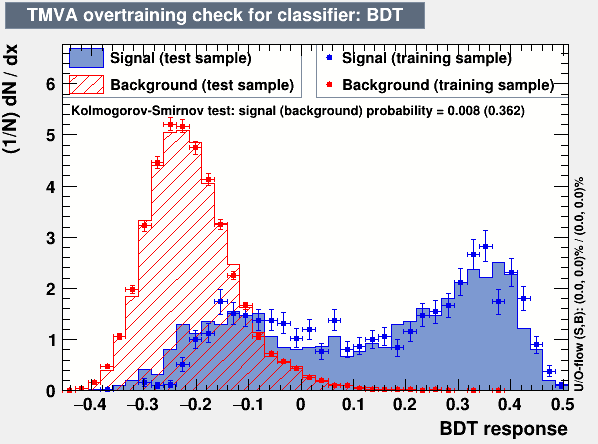 TMVA overtraining check for classifier: BDT
(1/N) dN / dx
Signal (test sample)
Background (test sample)
Signal (training sample)
Background (training sample)
Kolmogorov-Smirnov test: signal (background) probability = 0.008 (0.362)
6
5
4
3
2
1
0
−0.4 −0.3 −0.2 −0.1 0 0.1 0.2 0.3 0.4 0.5
BDT response
U/O-flow (S,B): (0.0, 0.0)% / (0.0, 0.0)%